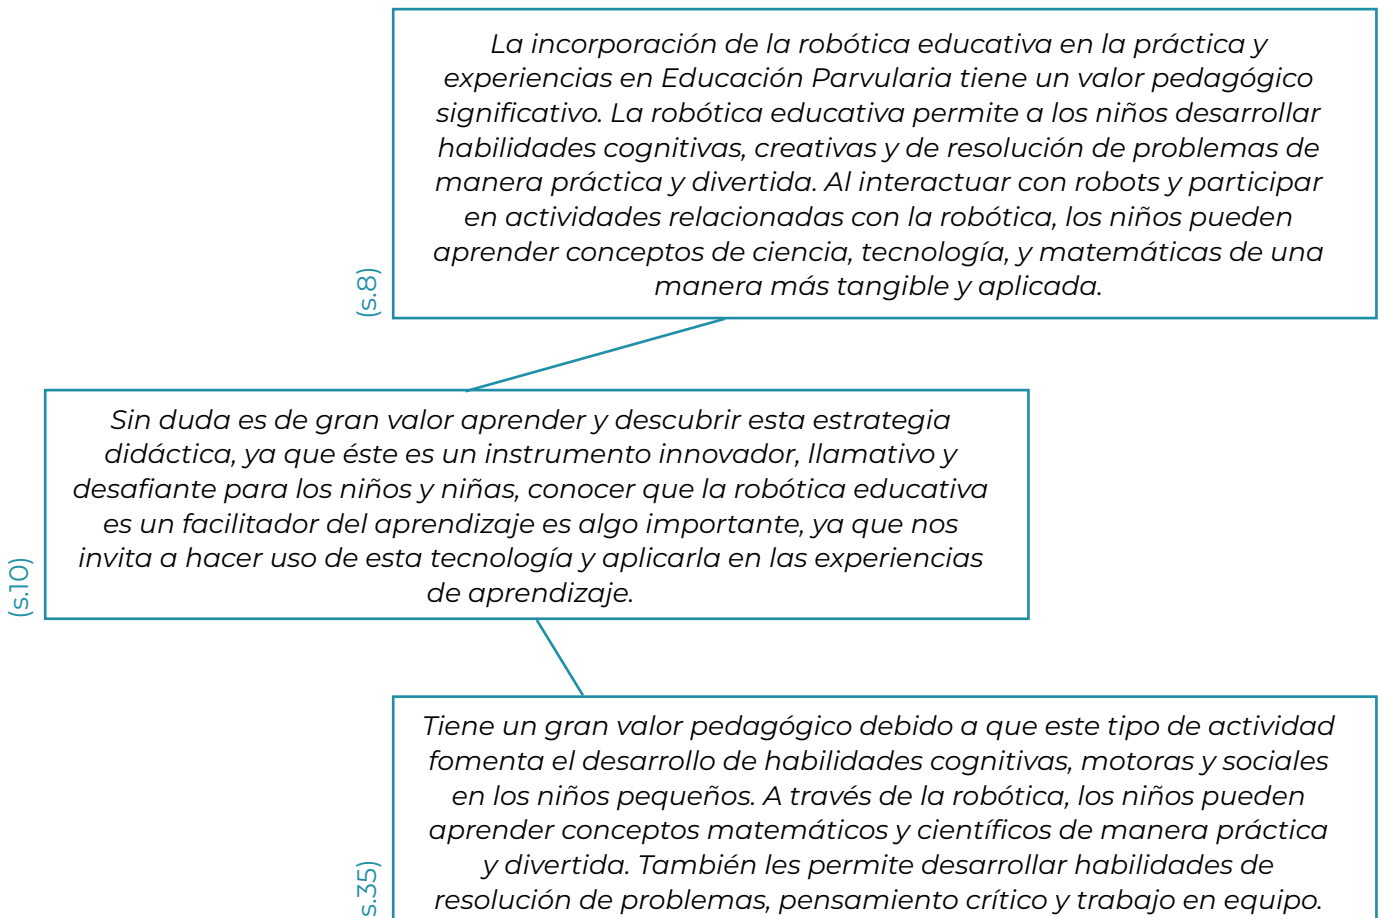 La incorporación de la robótica educativa en la práctica y
experiencias en Educación Parvularia tiene un valor pedagógico
significativo. La robótica educativa permite a los niños desarrollar
habilidades cognitivas, creativas y de resolución de problemas de
manera práctica y divertida. Al interactuar con robots y participar
en actividades relacionadas con la robótica, los niños pueden
aprender conceptos de ciencia, tecnología, y matemáticas de una
manera más tangible y aplicada.
(s.8)
Sin duda es de gran valor aprender y descubrir esta estrategia
didáctica, ya que éste es un instrumento innovador, llamativo y
desafiante para los niños y niñas, conocer que la robótica educativa
es un facilitador del aprendizaje es algo importante, ya que nos
invita a hacer uso de esta tecnología y aplicarla en las experiencias
de aprendizaje.
(s.10)
Tiene un gran valor pedagógico debido a que este tipo de actividad
fomenta el desarrollo de habilidades cognitivas, motoras y sociales
en los niños pequeños. A través de la robótica, los niños pueden
aprender conceptos matemáticos y científicos de manera práctica
y divertida. También les permite desarrollar habilidades de
resolución de problemas, pensamiento crítico y trabajo en equipo.
s.35)